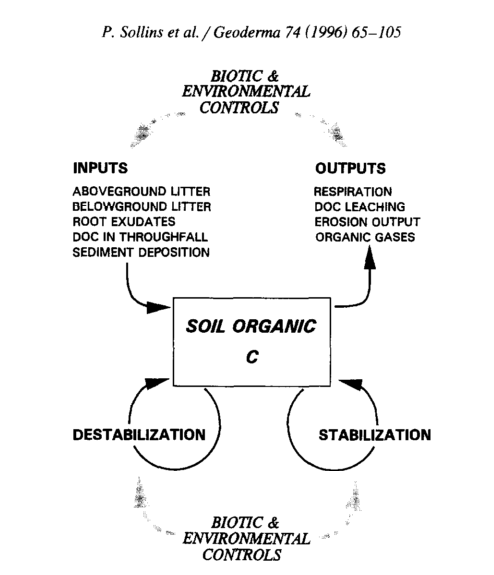 P. Sollins et al. / Geoderma 74 (1996) 65–105
BIOTIC &
ENVIRONMENTAL
CONTROLS
INPUTS
ABOVEGROUND LITTER
BELOWGROUND LITTER
ROOT EXUDATES
DOC IN THROUGHFALL
SEDIMENT DEPOSITION
OUTPUTS
RESPIRATION
DOC LEACHING
EROSION OUTPUT
ORGANIC GASES
SOIL ORGANIC
C
DESTABILIZATION
STABILIZATION
BIOTIC &
ENVIRONMENTAL
CONTROLS